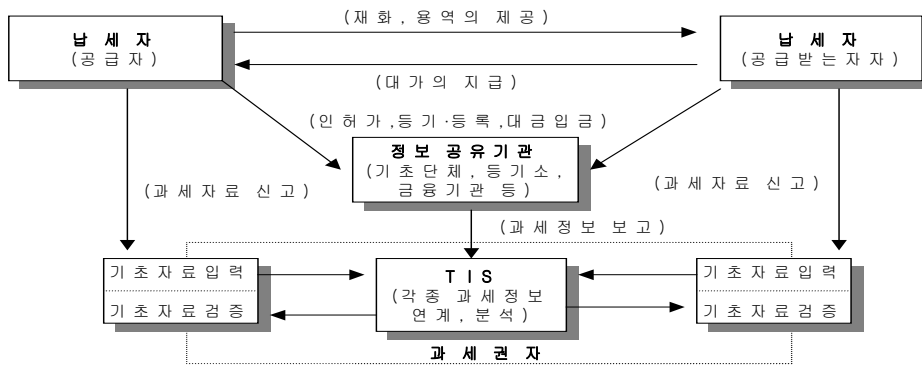 (재화, 용역의 제공)
납 세 자
(공급자)
납 세 자
(공급받는자자)
(대가의 지급)
(인허가,등기·등록,대금입금)
정보 공유기관
(기초단체, 등기소,
금융기관 등)
(과세자료 신고)
(과세자료 신고)
(과세정보 보고)
기초자료입력
기초자료검증
TIS
(각종 과세정보
연계, 분석)
기초자료입력
기초자료검증
과 세 권 자